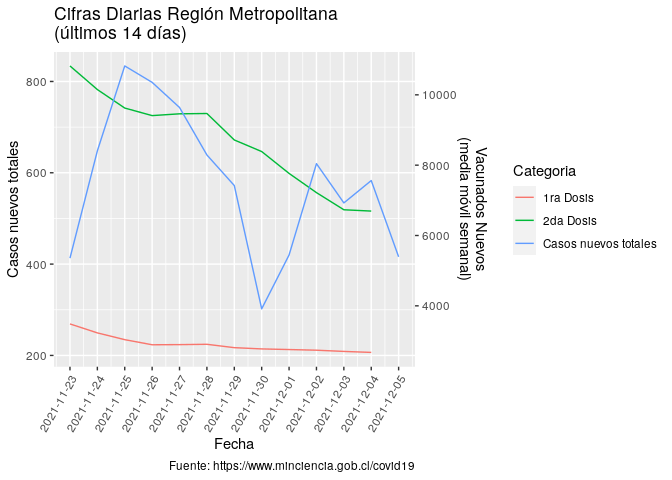 Cifras Diarias Región Metropolitana
(últimos 14 días)
Casos nuevos totales
800
600
400
200
10000
8000
6000
4000
Vacunados Nuevos
(media móvil semanal)
2021-11-23
2021-11-24
2021-11-25
2021-11-26
2021-11-27
2021-11-28
2021-11-29
2021-11-30
2021-12-01
2021-12-02
2021-12-03
2021-12-04
2021-12-05
Fecha
Categoria
1ra Dosis
2da Dosis
Casos nuevos totales
Fuente: https://www.minciencia.gob.cl/covid19